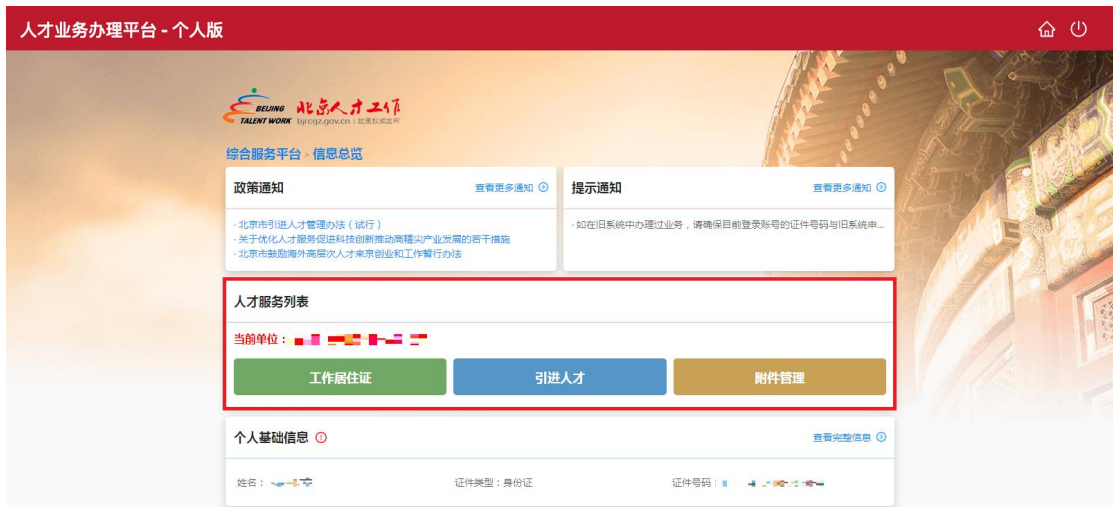 人才业务办理平台 - 个人版
BEIJING 北京人才工作
TALENT WORK bjrcgz.gov.cn | 政策权威发布
综合服务平台 > 信息总览
政策通知 查看更多通知
· 北京市引进人才管理办法（试行）
· 关于优化人才服务促进科技创新推动高精尖产业发展的若干措施
· 北京市鼓励海外高层次人才来京创业和工作暂行办法
提示通知 查看更多通知
· 如在旧系统中办理过业务，请确保目前登录账号的证件号码与旧系统申...
人才服务列表
当前单位：
工作居住证 引进人才 附件管理
个人基础信息 查看完整信息
姓名： 证件类型：身份证 证件号码：